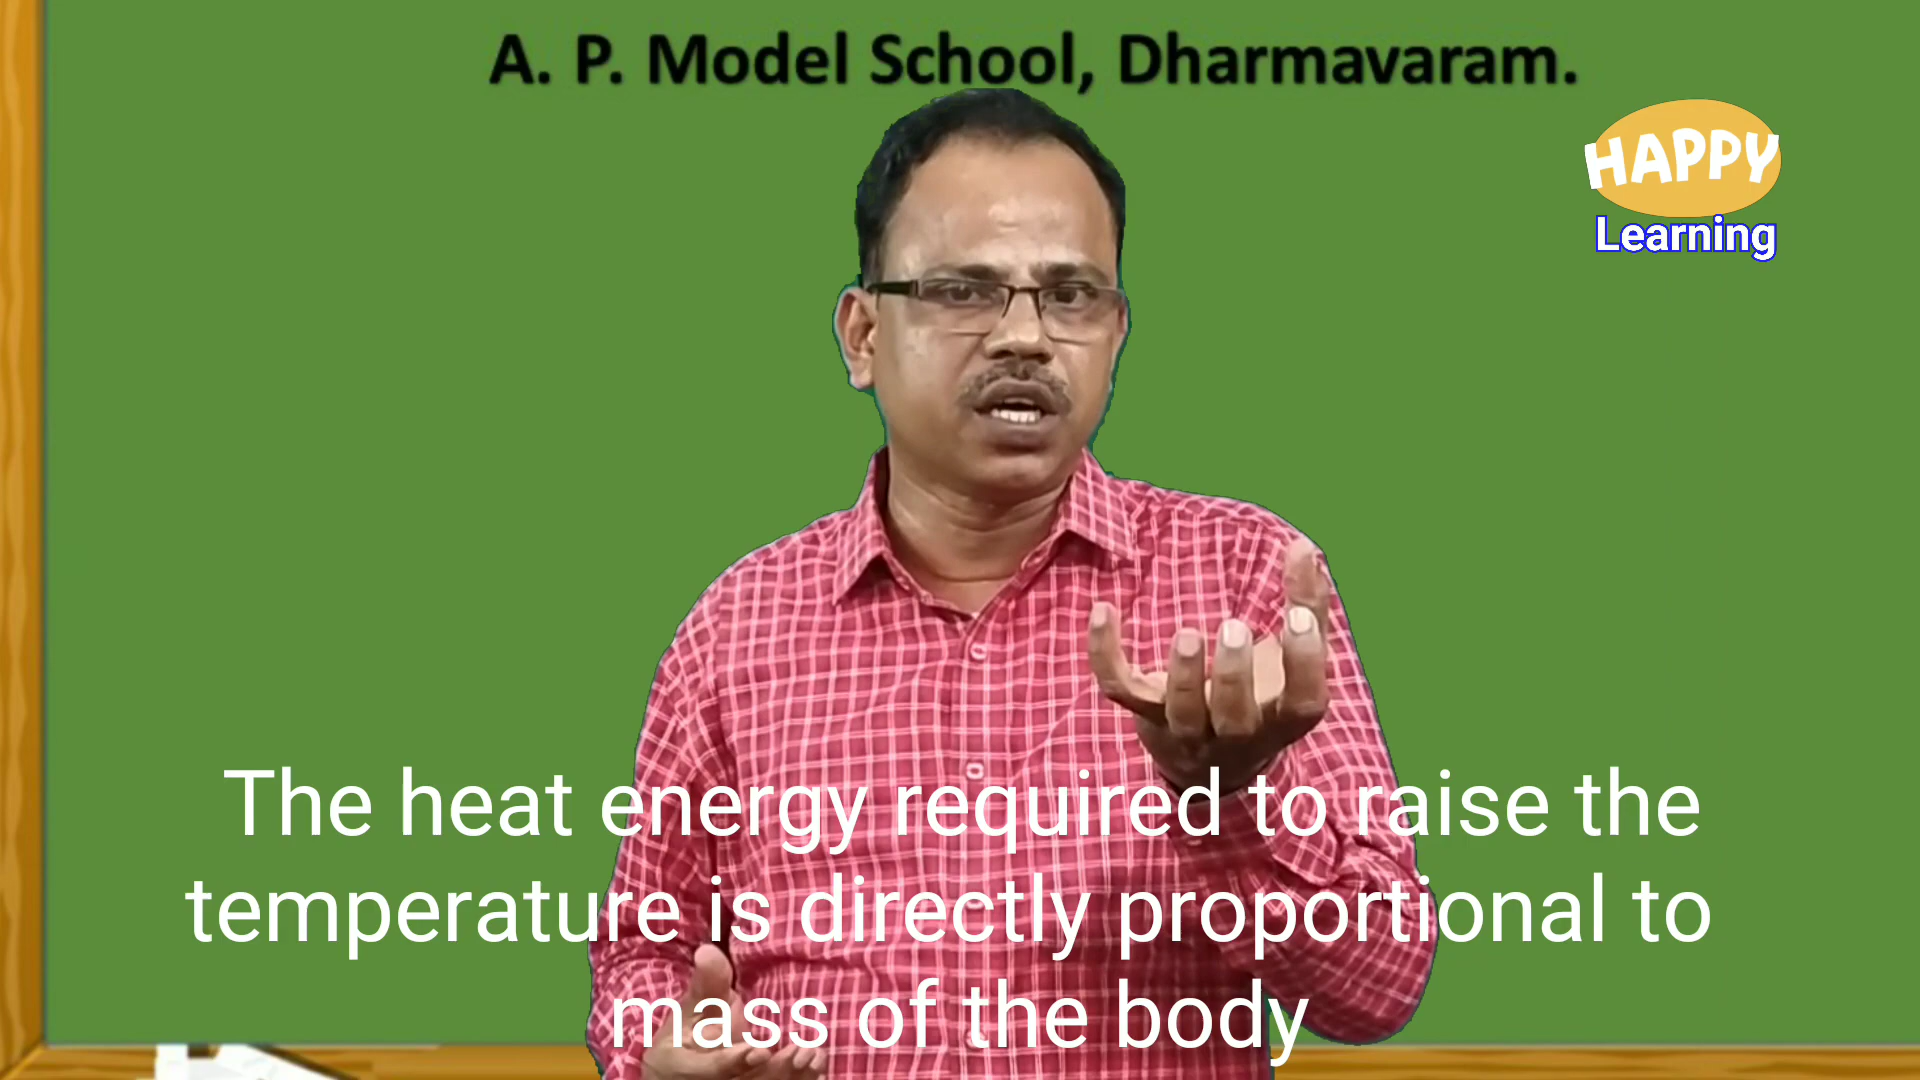 A. P. Model School, Dharmavaram.
HAPPY
Learning
The heat energy required to raise the
temperature is directly proportional to
mass of the body